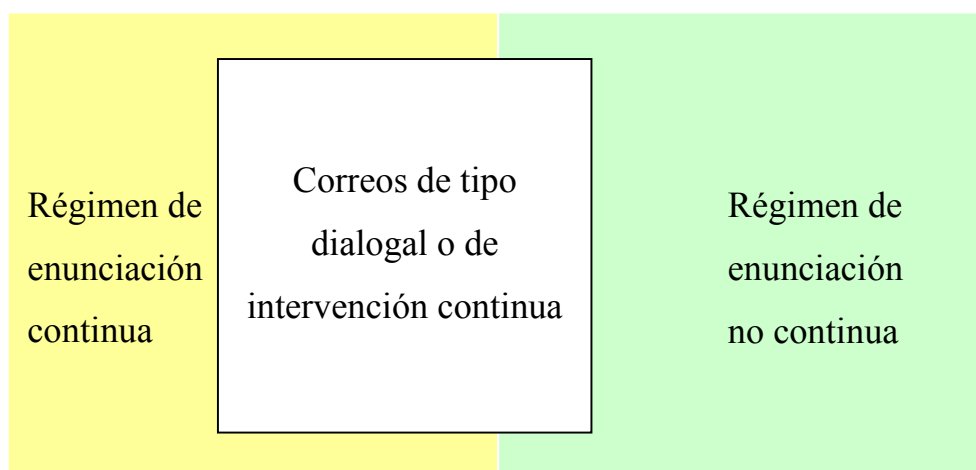 Régimen de
enunciación
continua
Correos de tipo
dialogal o de
intervención continua
Régimen de
enunciación
no continua